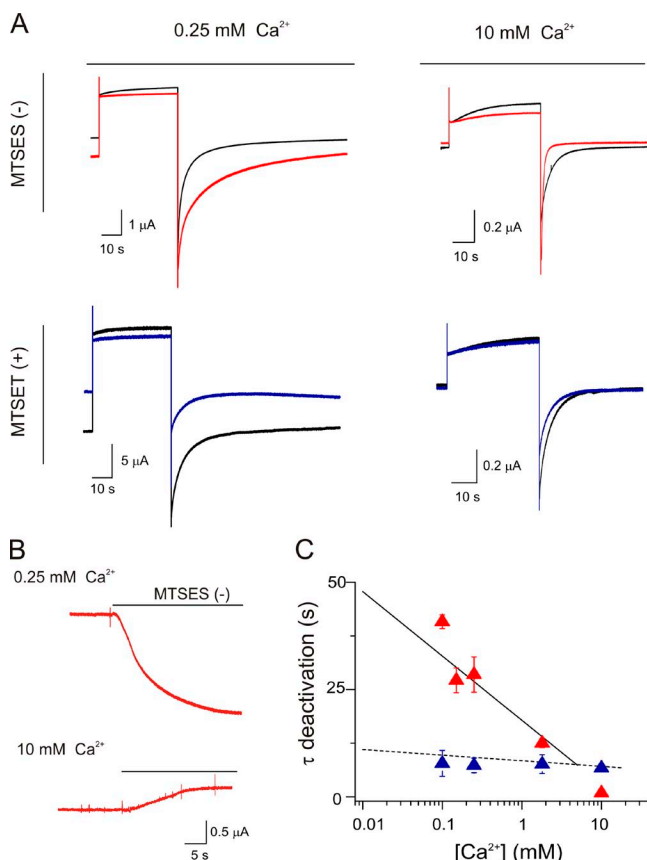 A
0.25 mM Ca²⁺
10 mM Ca²⁺
MTSES (-)
1 µA
10 s
0.2 µA
10 s
MTSET (+)
5 µA
10 s
0.2 µA
10 s
B
0.25 mM Ca²⁺
MTSES (-)
10 mM Ca²⁺
0.5 µA
5 s
C
τ deactivation (s)
50
25
0
0.01
0.1
1
10
[Ca²⁺] (mM)